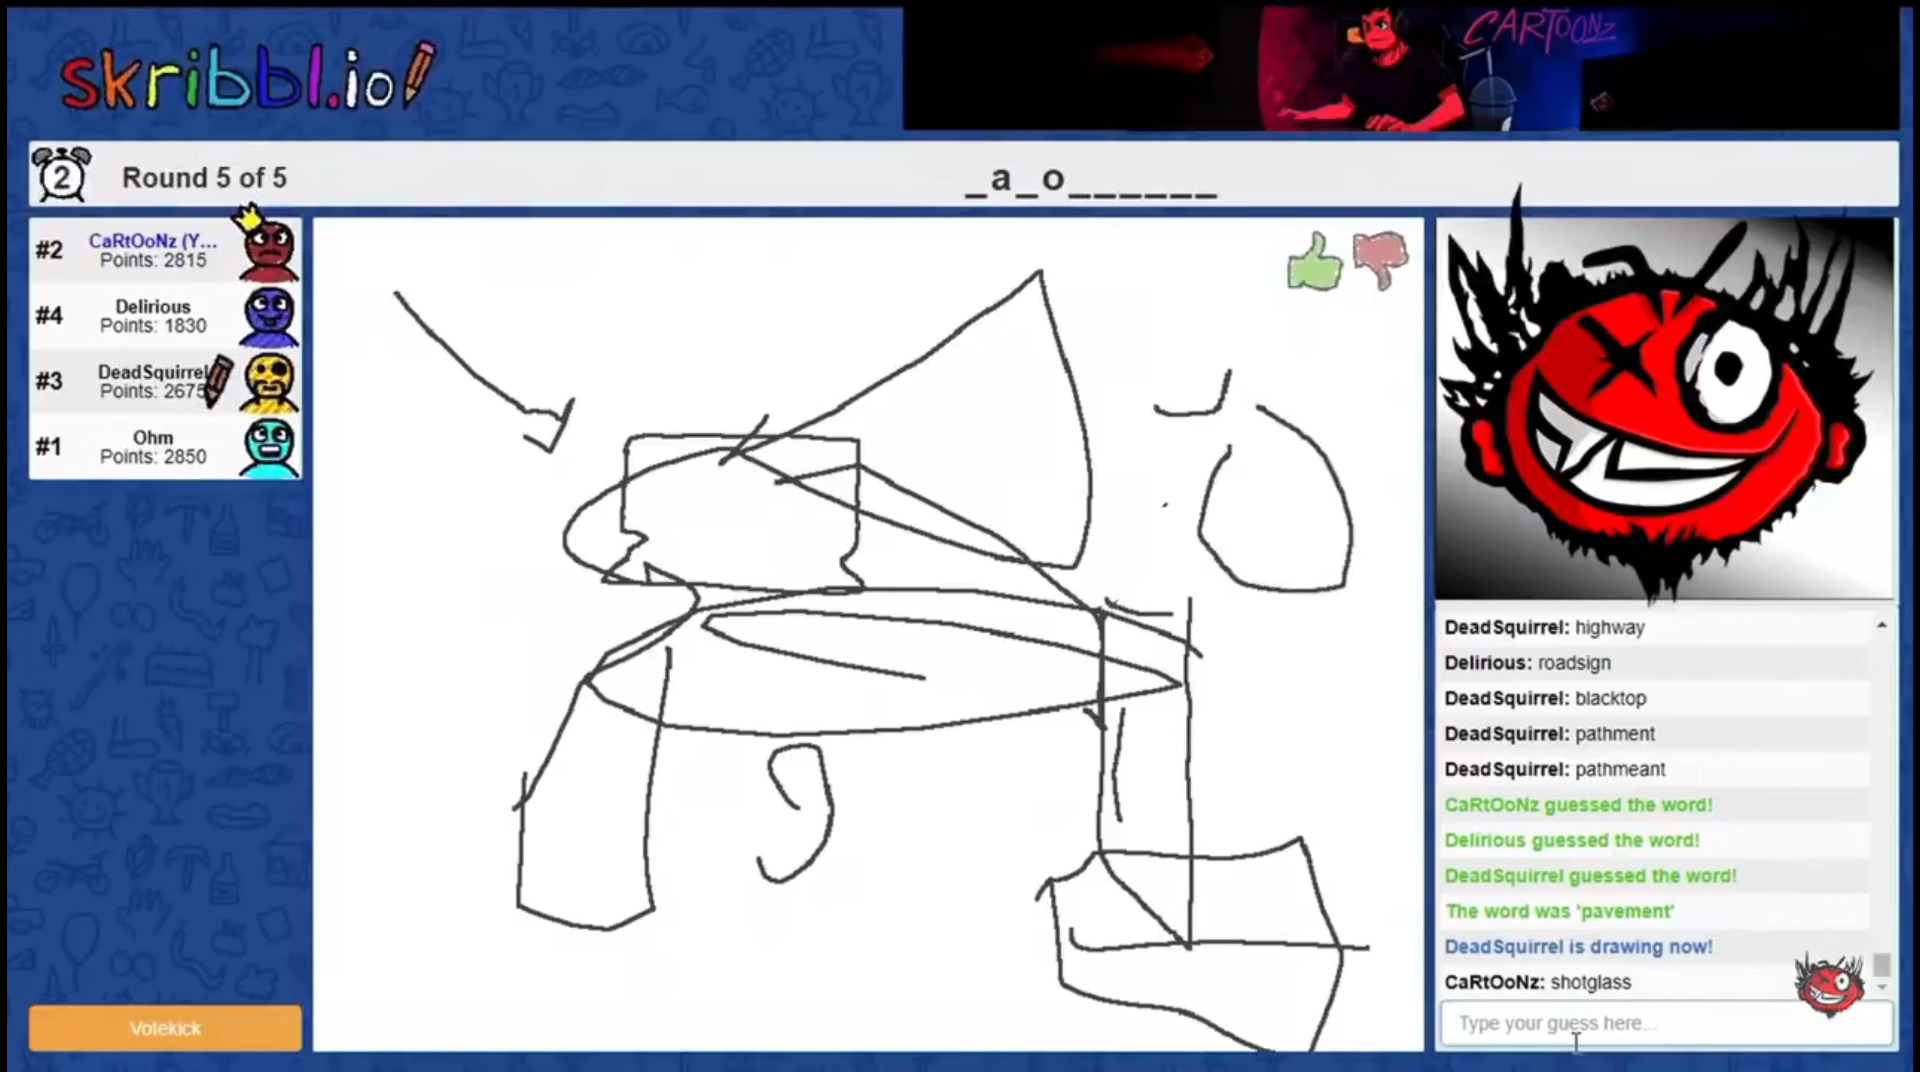 skribbl.io
CARTOONZ
2
Round 5 of 5
_a_o______
#2
CaRtOoNz (Y...
Points: 2815
#4
Delirious
Points: 1830
#3
DeadSquirrel
Points: 2675
#1
Ohm
Points: 2850
Votekick
DeadSquirrel: highway
Delirious: roadsign
DeadSquirrel: blacktop
DeadSquirrel: pathment
DeadSquirrel: pathmeant
CaRtOoNz guessed the word!
Delirious guessed the word!
DeadSquirrel guessed the word!
The word was 'pavement'
DeadSquirrel is drawing now!
CaRtOoNz: shotglass
Type your guess here...